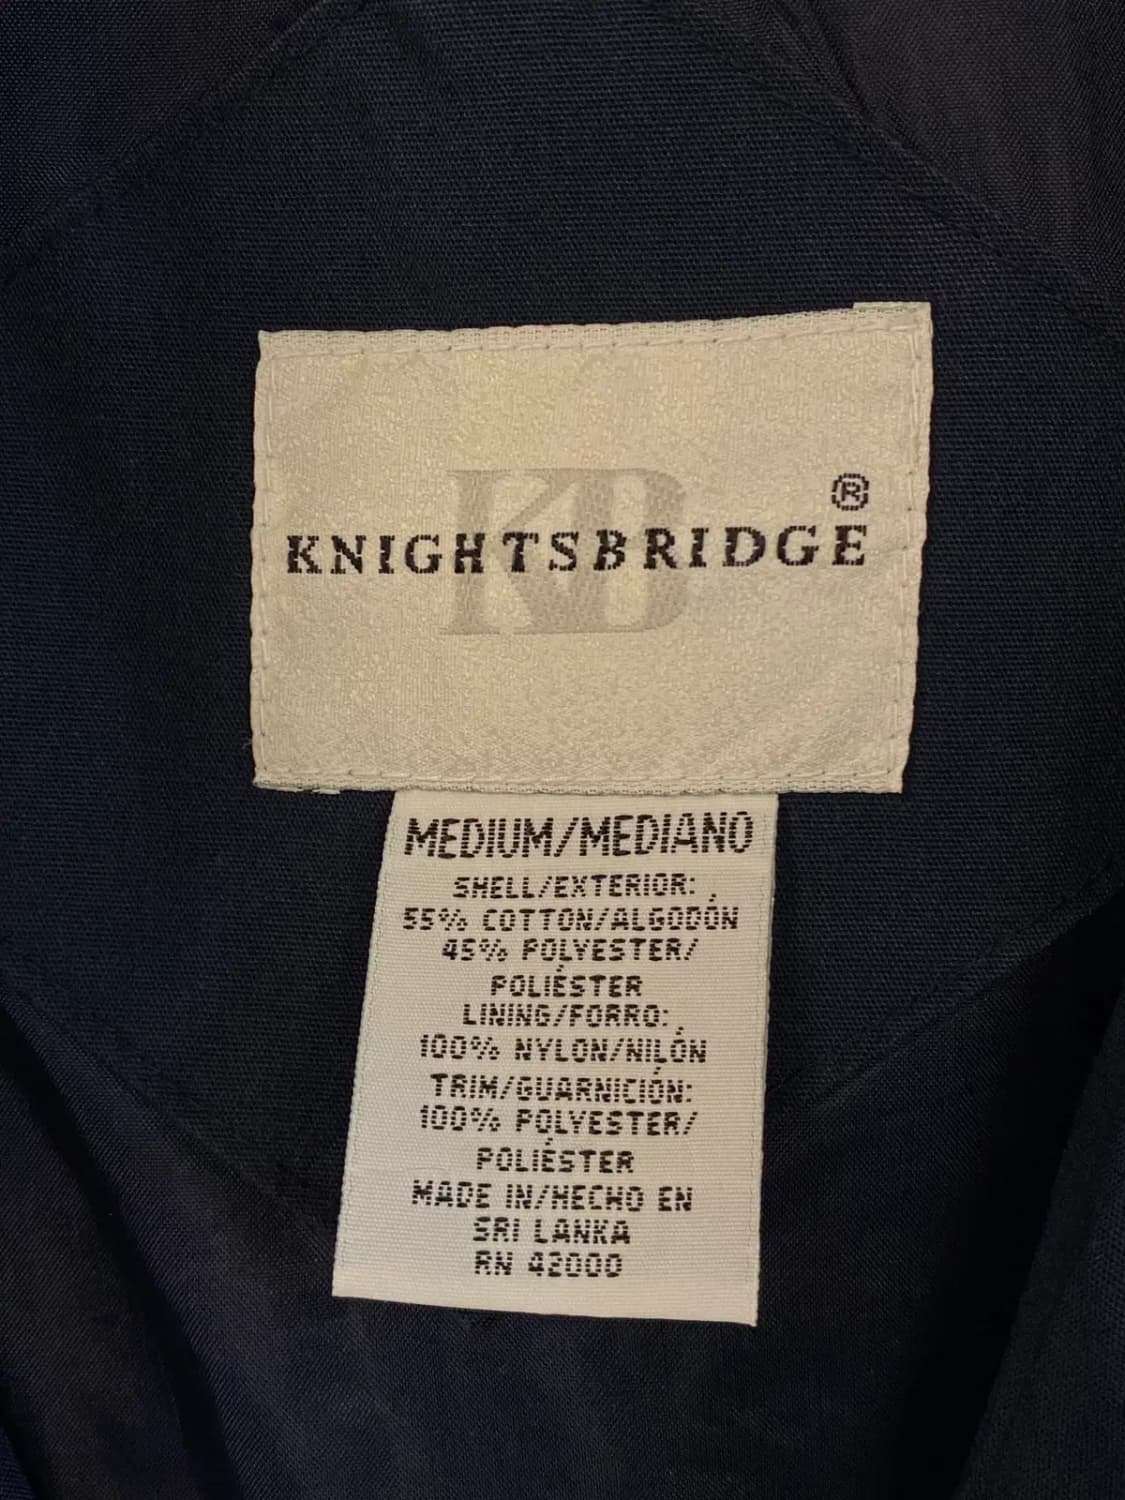 KB
KNIGHTSBRIDGE®
MEDIUM/MEDIANO
SHELL/EXTERIOR:
55% COTTON/ALGODÓN
45% POLYESTER/
POLIÉSTER
LINING/FORRO:
100% NYLON/NILÓN
TRIM/GUARNICIÓN:
100% POLYESTER/
POLIÉSTER
MADE IN/HECHO EN
SRI LANKA
RN 42000